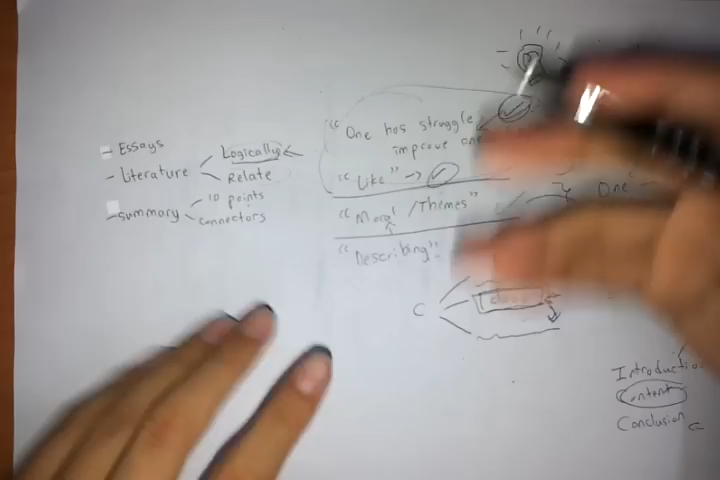 - Essays
- Literature
Logically
Relate
- Summary
- 10 points
connectors
"One has struggle
improve
"Like" →
"Moral /Themes"
"Describing"
One
C
Introductio
Content
Conclusion